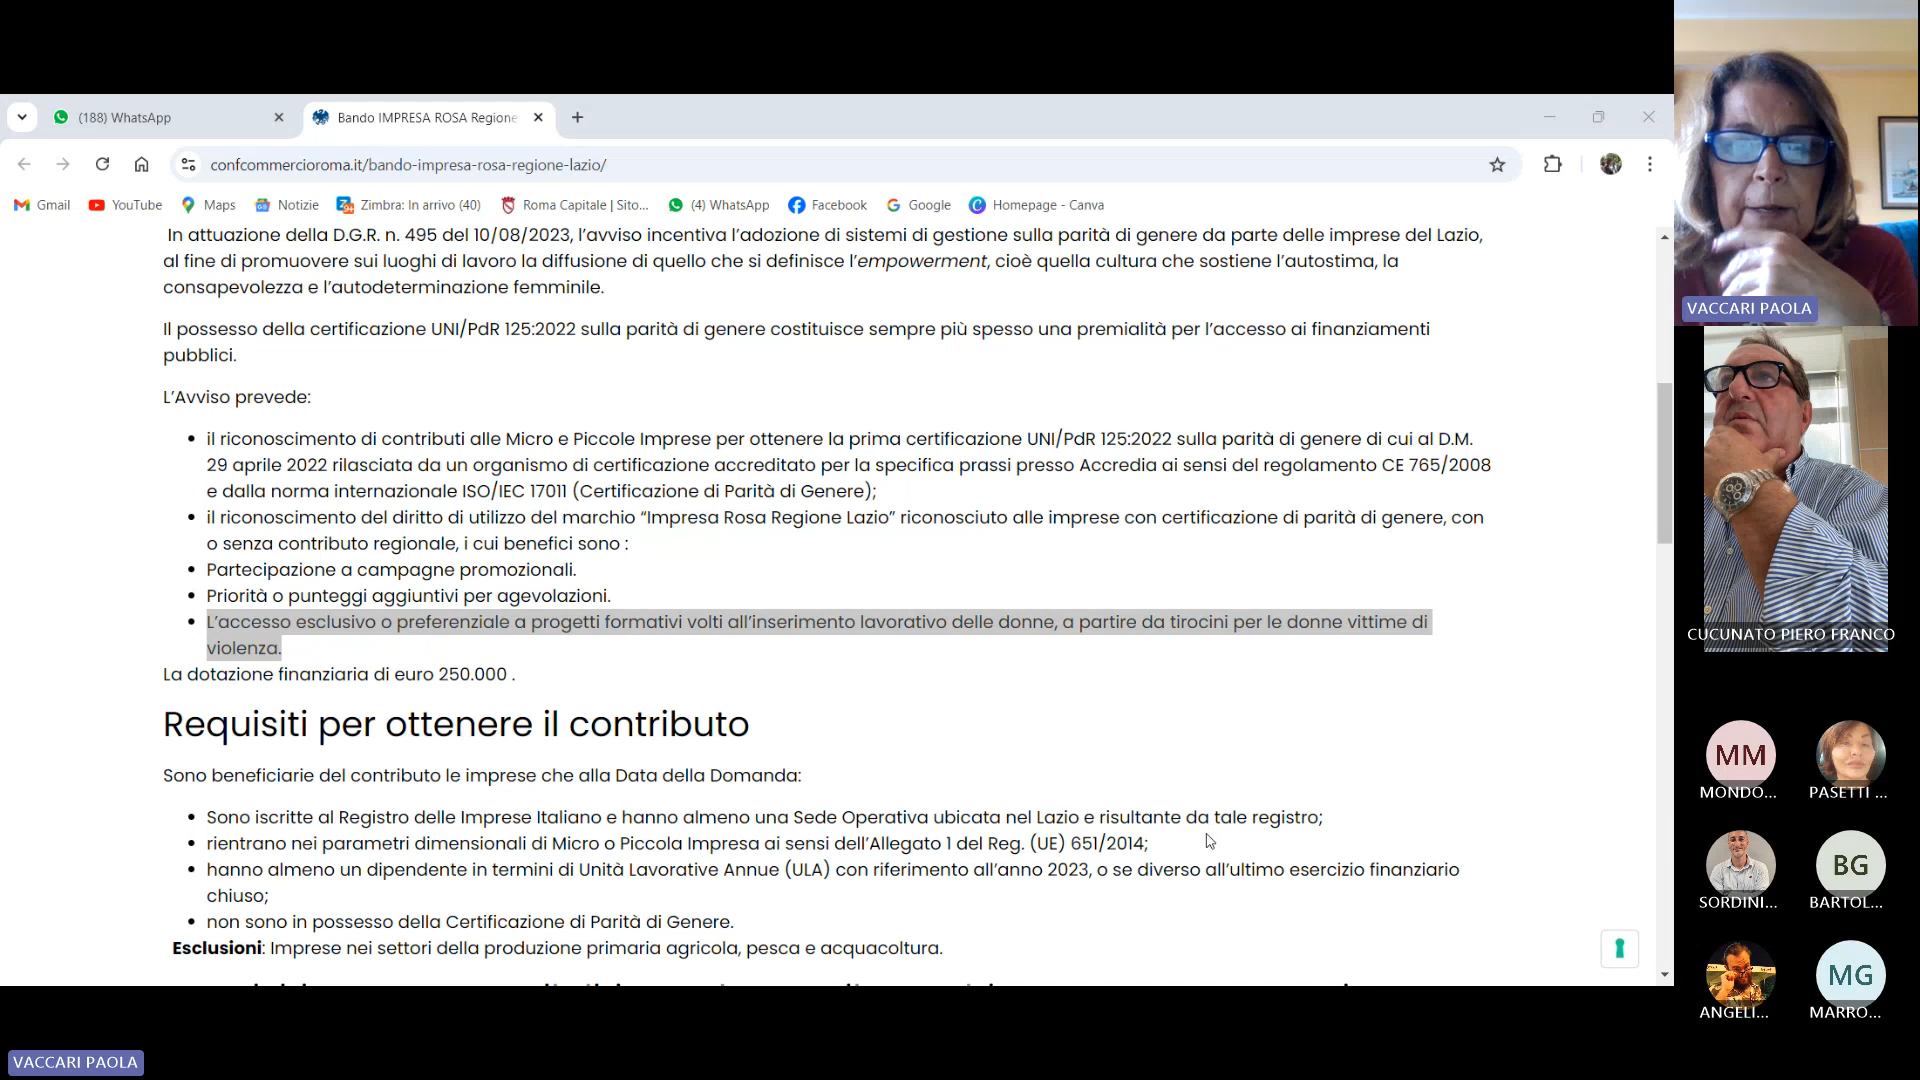 (188) WhatsApp
Bando IMPRESA ROSA Regione
confcommercioroma.it/bando-impresa-rosa-regione-lazio/
Gmail
YouTube
Maps
Notizie
Zimbra: In arrivo (40)
Roma Capitale | Sito...
(4) WhatsApp
Facebook
Google
Homepage - Canva
In attuazione della D.G.R. n. 495 del 10/08/2023, l’avviso incentiva l’adozione di sistemi di gestione sulla parità di genere da parte delle imprese del Lazio,
al fine di promuovere sui luoghi di lavoro la diffusione di quello che si definisce l’empowerment, cioè quella cultura che sostiene l’autostima, la
consapevolezza e l’autodeterminazione femminile.
Il possesso della certificazione UNI/PdR 125:2022 sulla parità di genere costituisce sempre più spesso una premialità per l’accesso ai finanziamenti
pubblici.
L’Avviso prevede:
il riconoscimento di contributi alle Micro e Piccole Imprese per ottenere la prima certificazione UNI/PdR 125:2022 sulla parità di genere di cui al D.M.
29 aprile 2022 rilasciata da un organismo di certificazione accreditato per la specifica prassi presso Accredia ai sensi del regolamento CE 765/2008
e dalla norma internazionale ISO/IEC 17011 (Certificazione di Parità di Genere);
il riconoscimento del diritto di utilizzo del marchio “Impresa Rosa Regione Lazio” riconosciuto alle imprese con certificazione di parità di genere, con
o senza contributo regionale, i cui benefici sono :
Partecipazione a campagne promozionali.
Priorità o punteggi aggiuntivi per agevolazioni.
L’accesso esclusivo o preferenziale a progetti formativi volti all’inserimento lavorativo delle donne, a partire da tirocini per le donne vittime di
violenza.
La dotazione finanziaria di euro 250.000 .
Requisiti per ottenere il contributo
Sono beneficiarie del contributo le imprese che alla Data della Domanda:
Sono iscritte al Registro delle Imprese Italiano e hanno almeno una Sede Operativa ubicata nel Lazio e risultante da tale registro;
rientrano nei parametri dimensionali di Micro o Piccola Impresa ai sensi dell’Allegato 1 del Reg. (UE) 651/2014;
hanno almeno un dipendente in termini di Unità Lavorative Annue (ULA) con riferimento all’anno 2023, o se diverso all’ultimo esercizio finanziario
chiuso;
non sono in possesso della Certificazione di Parità di Genere.
Esclusioni: Imprese nei settori della produzione primaria agricola, pesca e acquacoltura.
VACCARI PAOLA
CUCUNATO PIERO FRANCO
MM
MONDO...
PASETTI ...
SORDINI...
BG
BARTOL...
ANGELI...
MG
MARRO...
VACCARI PAOLA